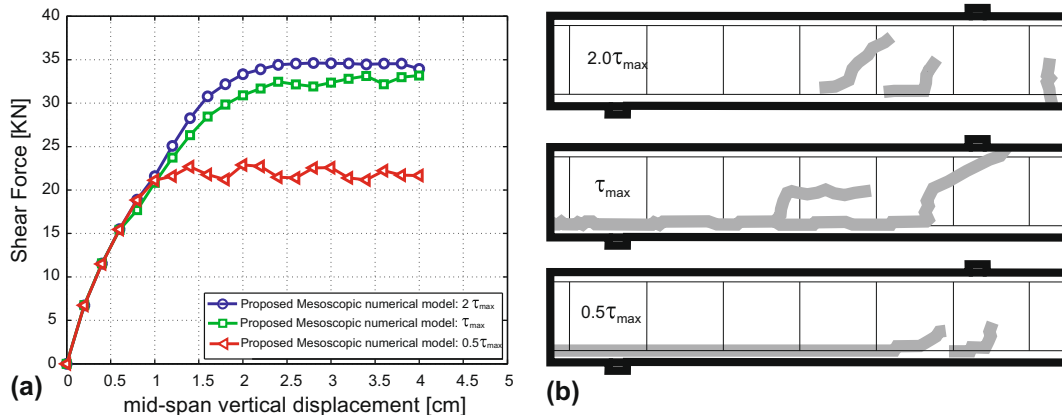 40
35
30
25
20
15
10
5
0
Shear Force [KN]
0 0.5 1 1.5 2 2.5 3 3.5 4 4.5 5
mid-span vertical displacement [cm]
Proposed Mesoscopic numerical model: 2 τmax
Proposed Mesoscopic numerical model: τmax
Proposed Mesoscopic numerical model: 0.5τmax
(a)
2.0τmax
τmax
0.5τmax
(b)